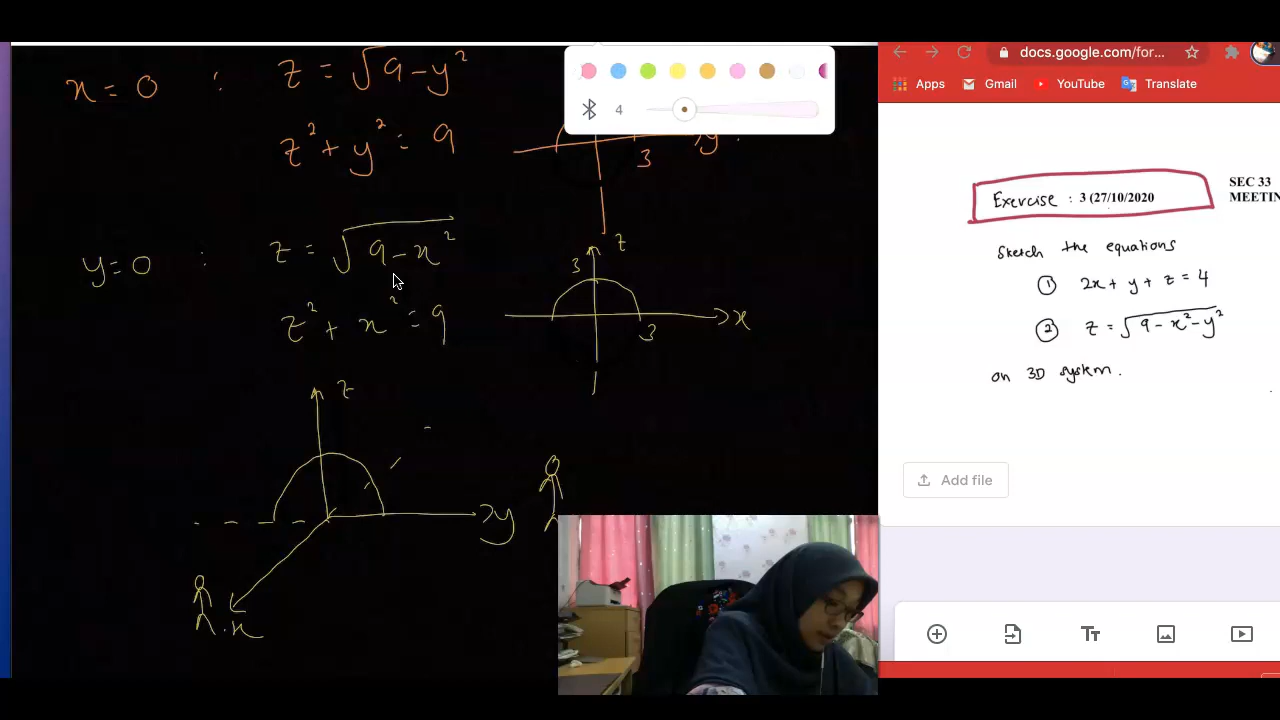 x = 0 : z = √9 - y²
z² + y² = 9
y
3
y = 0 : z = √9 - x²
z² + x² = 9
z
3
x
3
z
y
x
4
docs.google.com/for...
Apps Gmail YouTube Translate
Exercise : 3 (27/10/2020
SEC 33
MEETIN
Sketch the equations
① 2x + y + z = 4
② z = √9 - x² - y²
on 3D system.
Add file
Tт